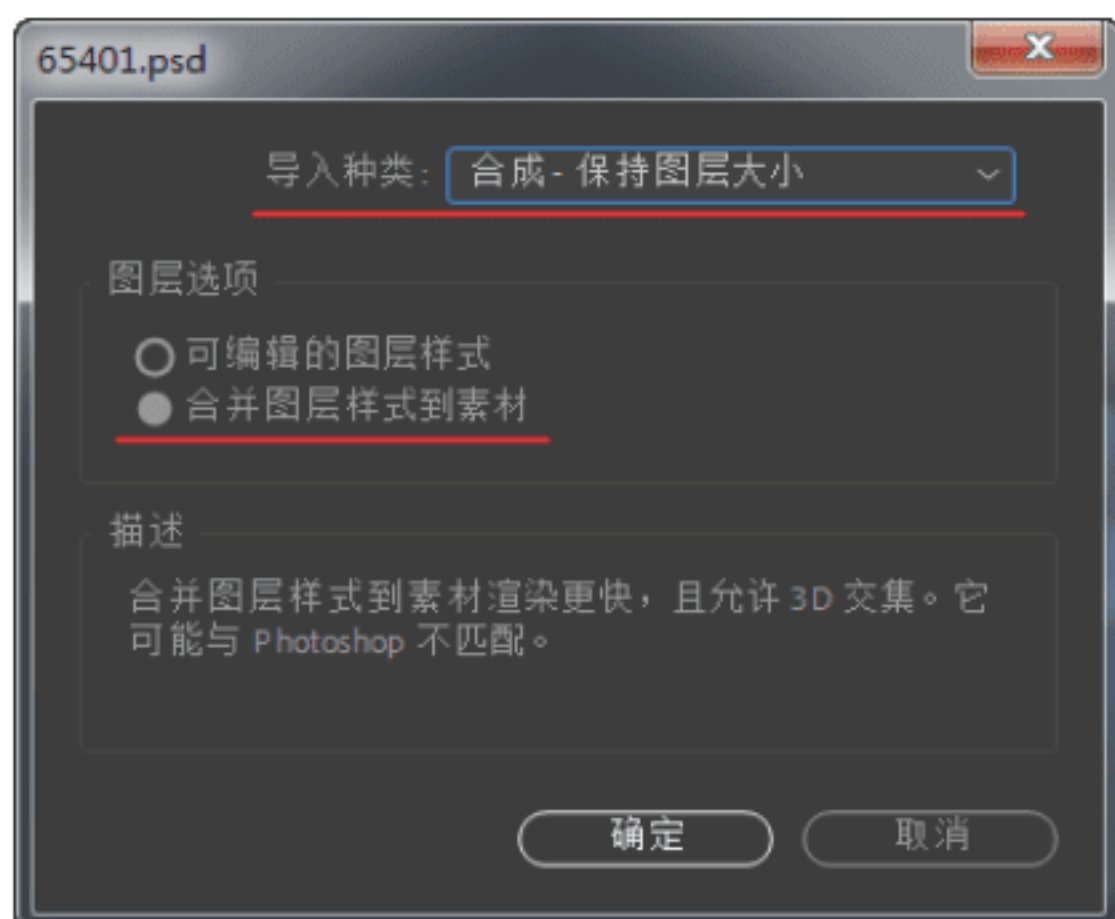 65401.psd
导入种类: 合成- 保持图层大小
图层选项
可编辑的图层样式
合并图层样式到素材
描述
合并图层样式到素材渲染更快，且允许 3D 交集。它
可能与 Photoshop 不匹配。
确定 取消